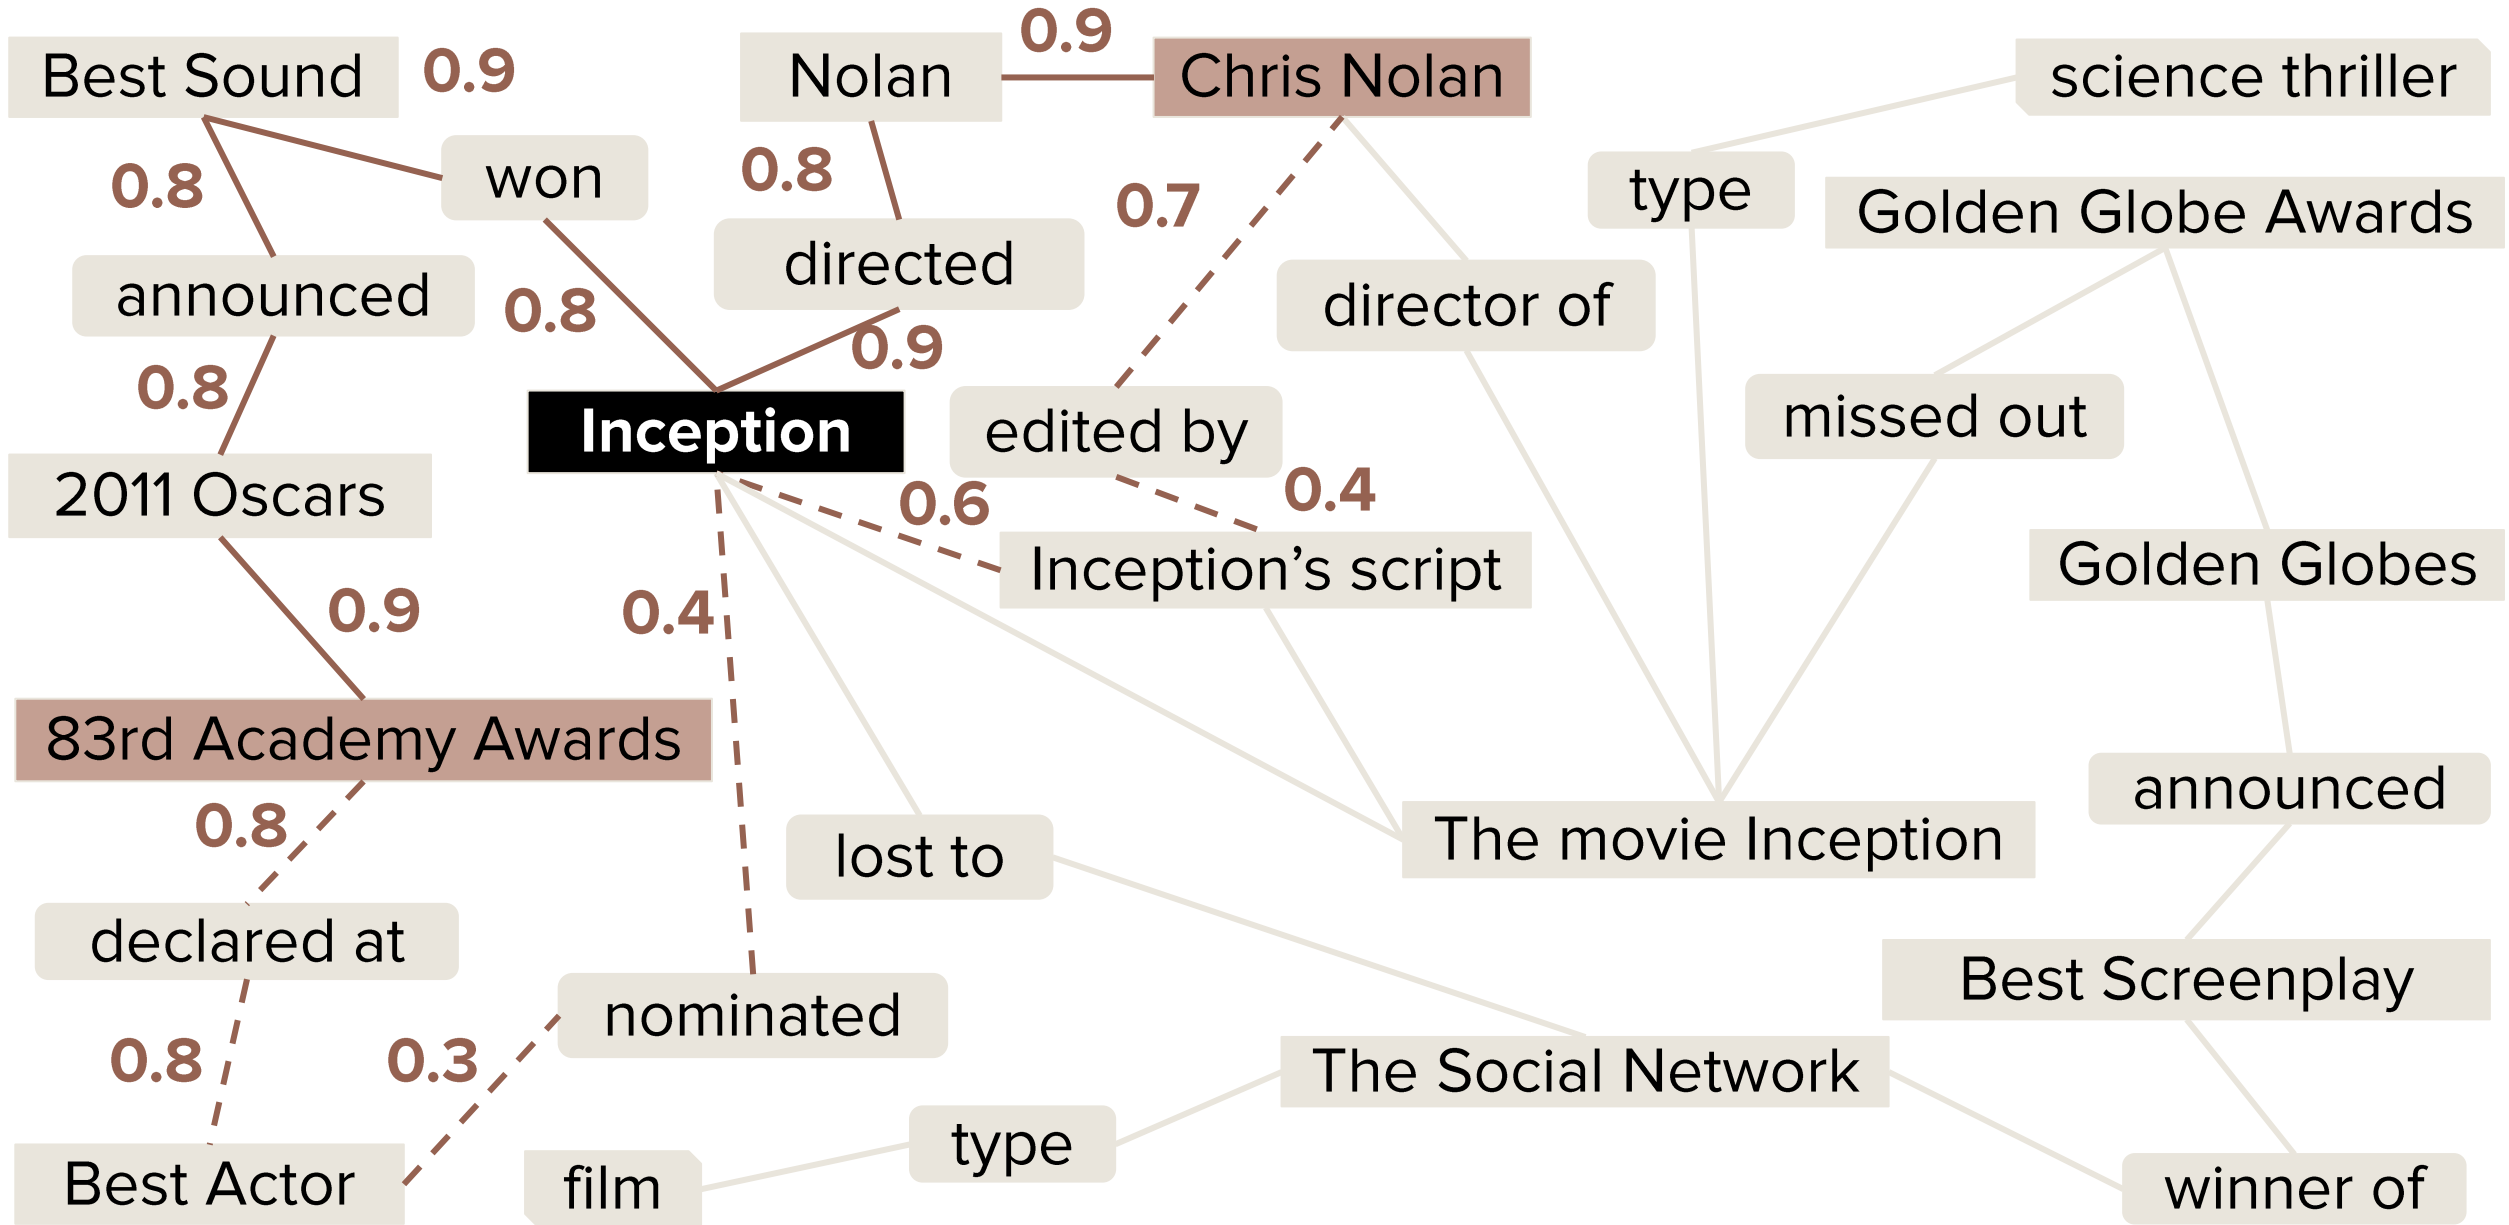 Best Sound
0.9
Nolan
0.9
Chris Nolan
science thriller
won
0.8
0.8
0.7
type
Golden Globe Awards
directed
announced
0.8
0.9
director of
0.8
Inception
edited by
missed out
2011 Oscars
0.6
0.4
Inception’s script
Golden Globes
0.9
0.4
83rd Academy Awards
announced
0.8
lost to
The movie Inception
declared at
nominated
Best Screenplay
0.8
0.3
The Social Network
type
Best Actor
film
winner of